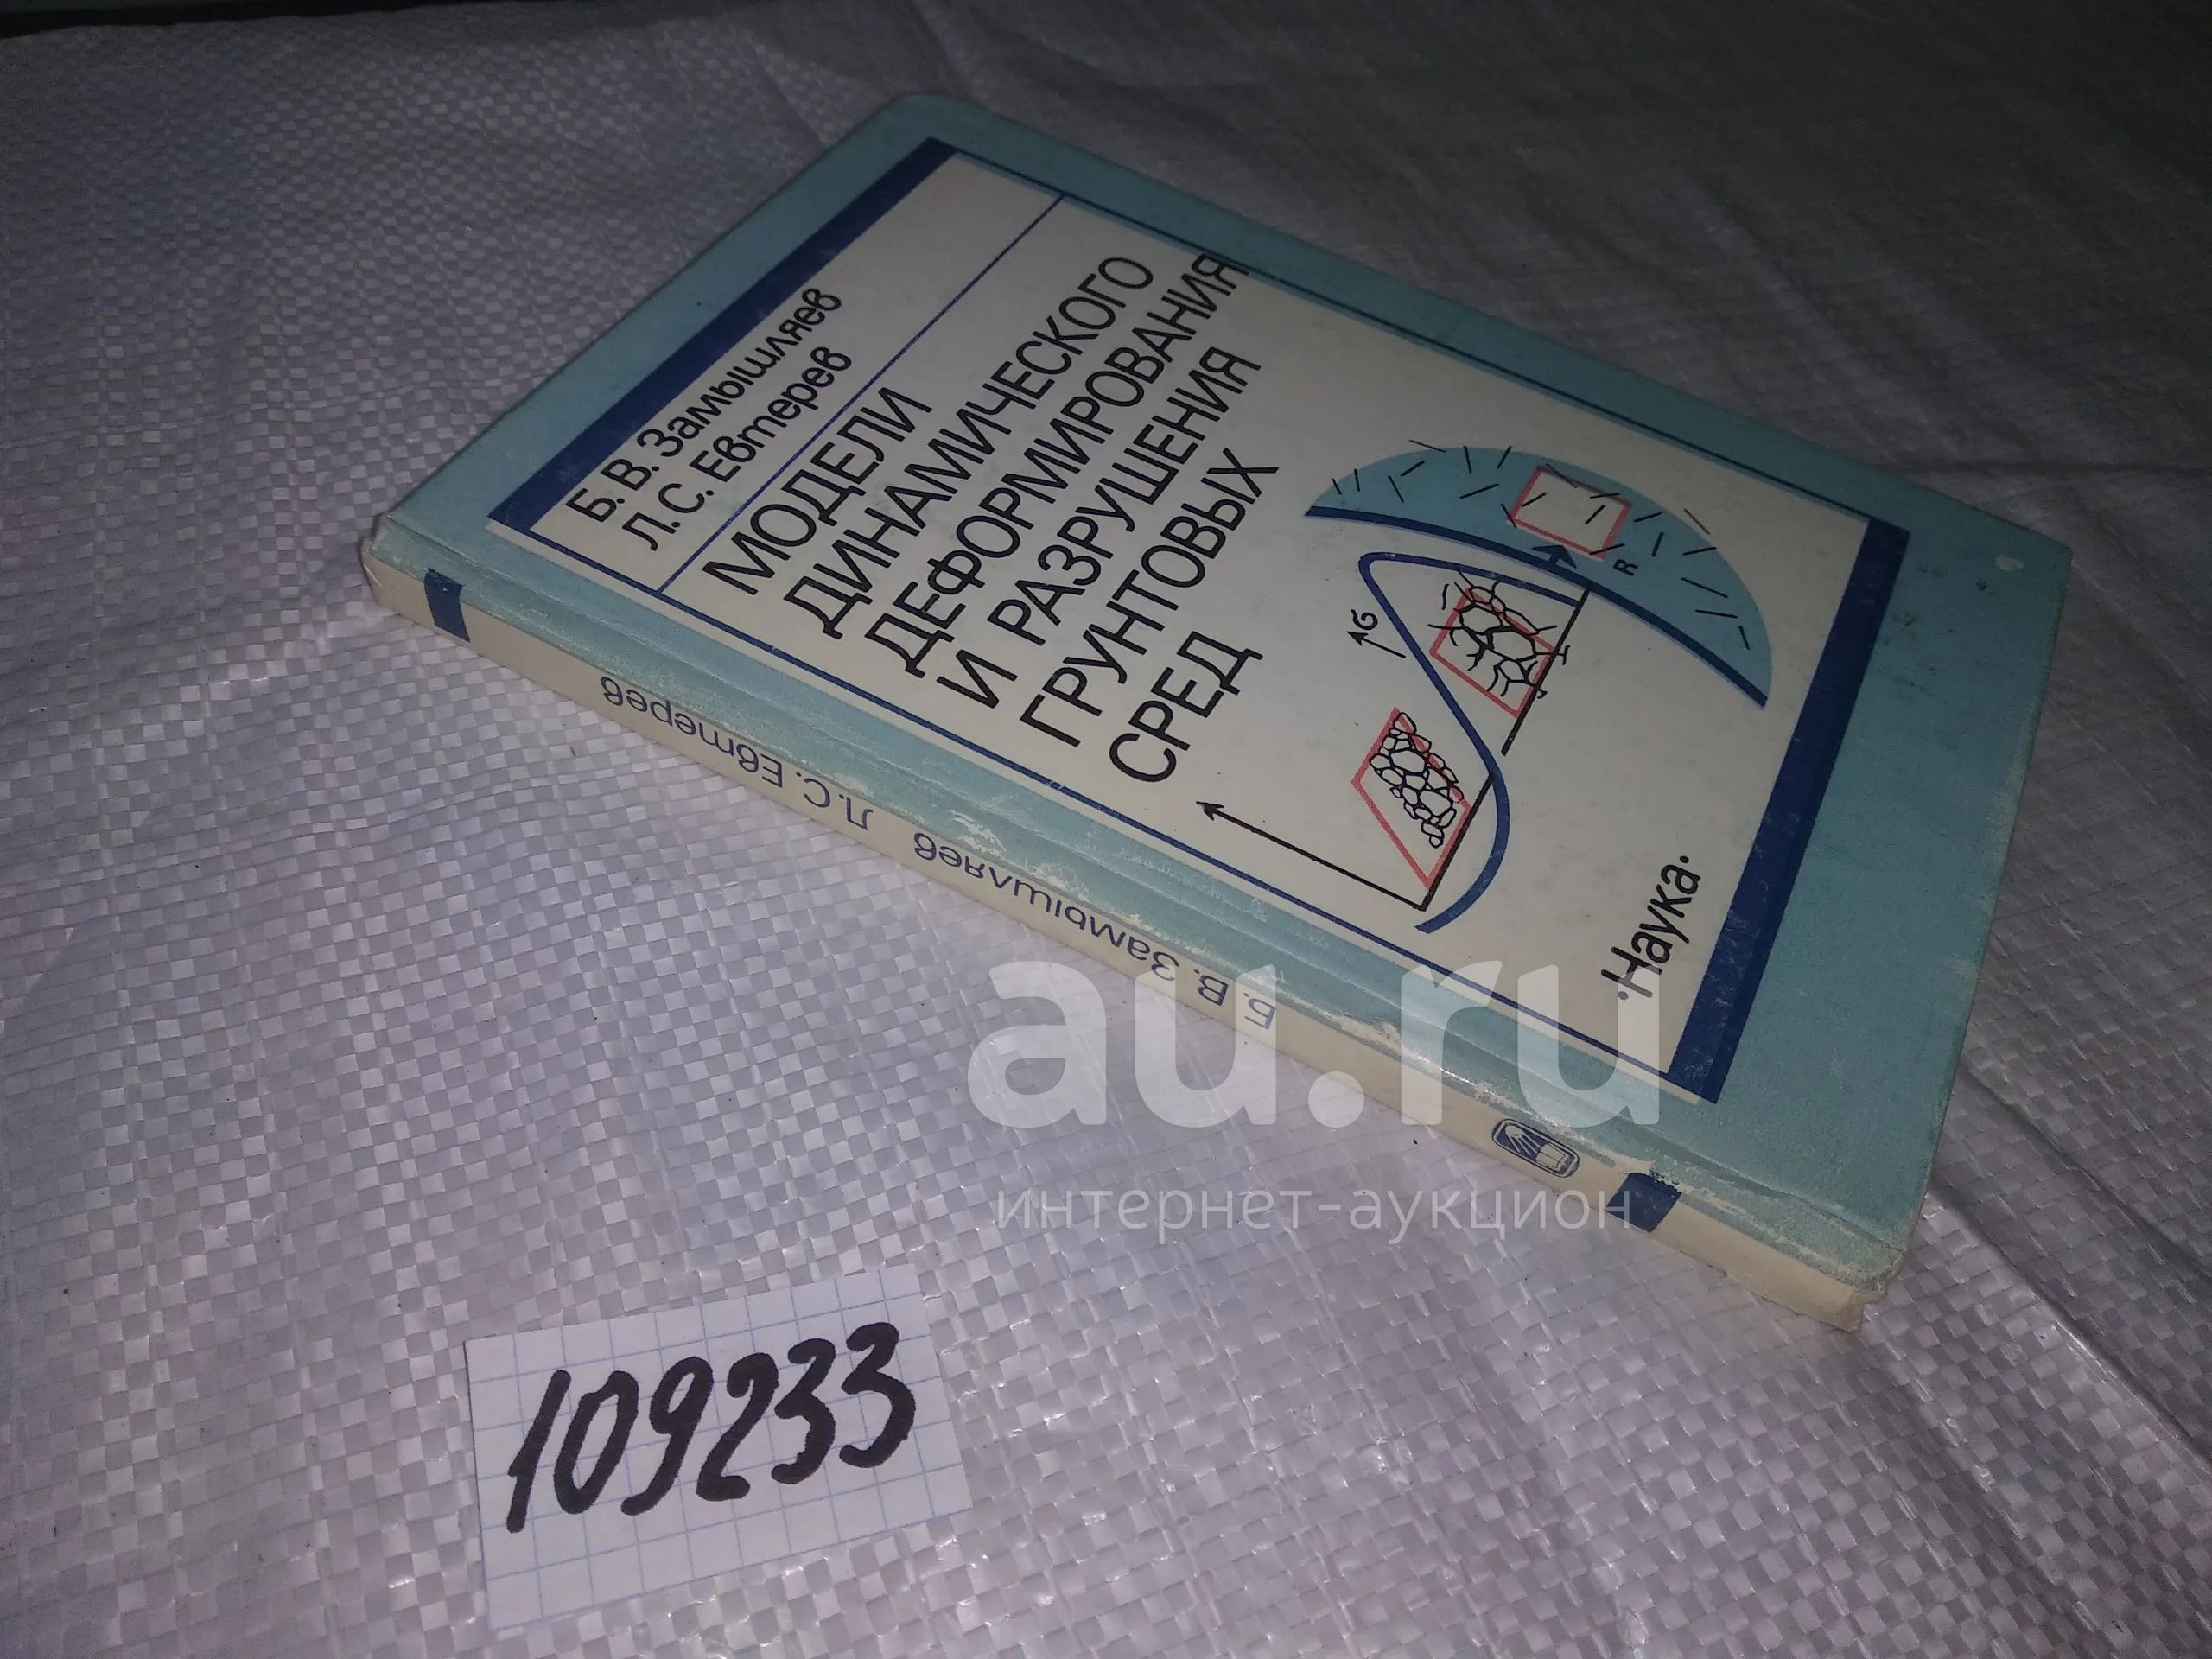 Б. В. Замышляев
Л. С. Евтерев
МОДЕЛИ
ДИНАМИЧЕСКОГО
ДЕФОРМИРОВАНИЯ
И РАЗРУШЕНИЯ
ГРУНТОВЫХ
СРЕД
σ
R
·Наука·
Б. В. Замышляев Л. С. Евтерев
au.ru
интернет-аукцион
109233